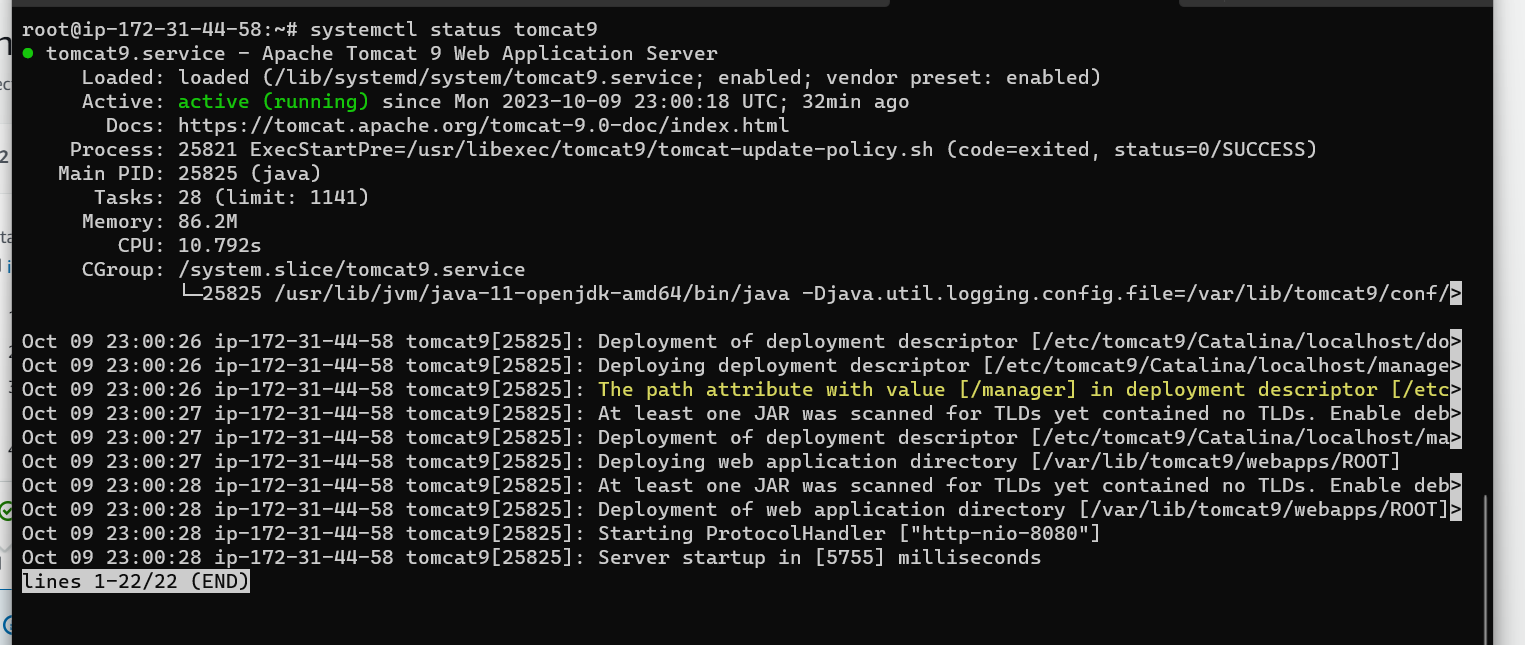 root@ip-172-31-44-58:~# systemctl status tomcat9
● tomcat9.service - Apache Tomcat 9 Web Application Server
Loaded: loaded (/lib/systemd/system/tomcat9.service; enabled; vendor preset: enabled)
Active: active (running) since Mon 2023-10-09 23:00:18 UTC; 32min ago
Docs: https://tomcat.apache.org/tomcat-9.0-doc/index.html
Process: 25821 ExecStartPre=/usr/libexec/tomcat9/tomcat-update-policy.sh (code=exited, status=0/SUCCESS)
Main PID: 25825 (java)
Tasks: 28 (limit: 1141)
Memory: 86.2M
CPU: 10.792s
CGroup: /system.slice/tomcat9.service
└─25825 /usr/lib/jvm/java-11-openjdk-amd64/bin/java -Djava.util.logging.config.file=/var/lib/tomcat9/conf/>
Oct 09 23:00:26 ip-172-31-44-58 tomcat9[25825]: Deployment of deployment descriptor [/etc/tomcat9/Catalina/localhost/do>
Oct 09 23:00:26 ip-172-31-44-58 tomcat9[25825]: Deploying deployment descriptor [/etc/tomcat9/Catalina/localhost/manage>
Oct 09 23:00:26 ip-172-31-44-58 tomcat9[25825]: The path attribute with value [/manager] in deployment descriptor [/etc>
Oct 09 23:00:27 ip-172-31-44-58 tomcat9[25825]: At least one JAR was scanned for TLDs yet contained no TLDs. Enable deb>
Oct 09 23:00:27 ip-172-31-44-58 tomcat9[25825]: Deployment of deployment descriptor [/etc/tomcat9/Catalina/localhost/ma>
Oct 09 23:00:27 ip-172-31-44-58 tomcat9[25825]: Deploying web application directory [/var/lib/tomcat9/webapps/ROOT]
Oct 09 23:00:28 ip-172-31-44-58 tomcat9[25825]: At least one JAR was scanned for TLDs yet contained no TLDs. Enable deb>
Oct 09 23:00:28 ip-172-31-44-58 tomcat9[25825]: Deployment of web application directory [/var/lib/tomcat9/webapps/ROOT]>
Oct 09 23:00:28 ip-172-31-44-58 tomcat9[25825]: Starting ProtocolHandler ["http-nio-8080"]
Oct 09 23:00:28 ip-172-31-44-58 tomcat9[25825]: Server startup in [5755] milliseconds
lines 1-22/22 (END)